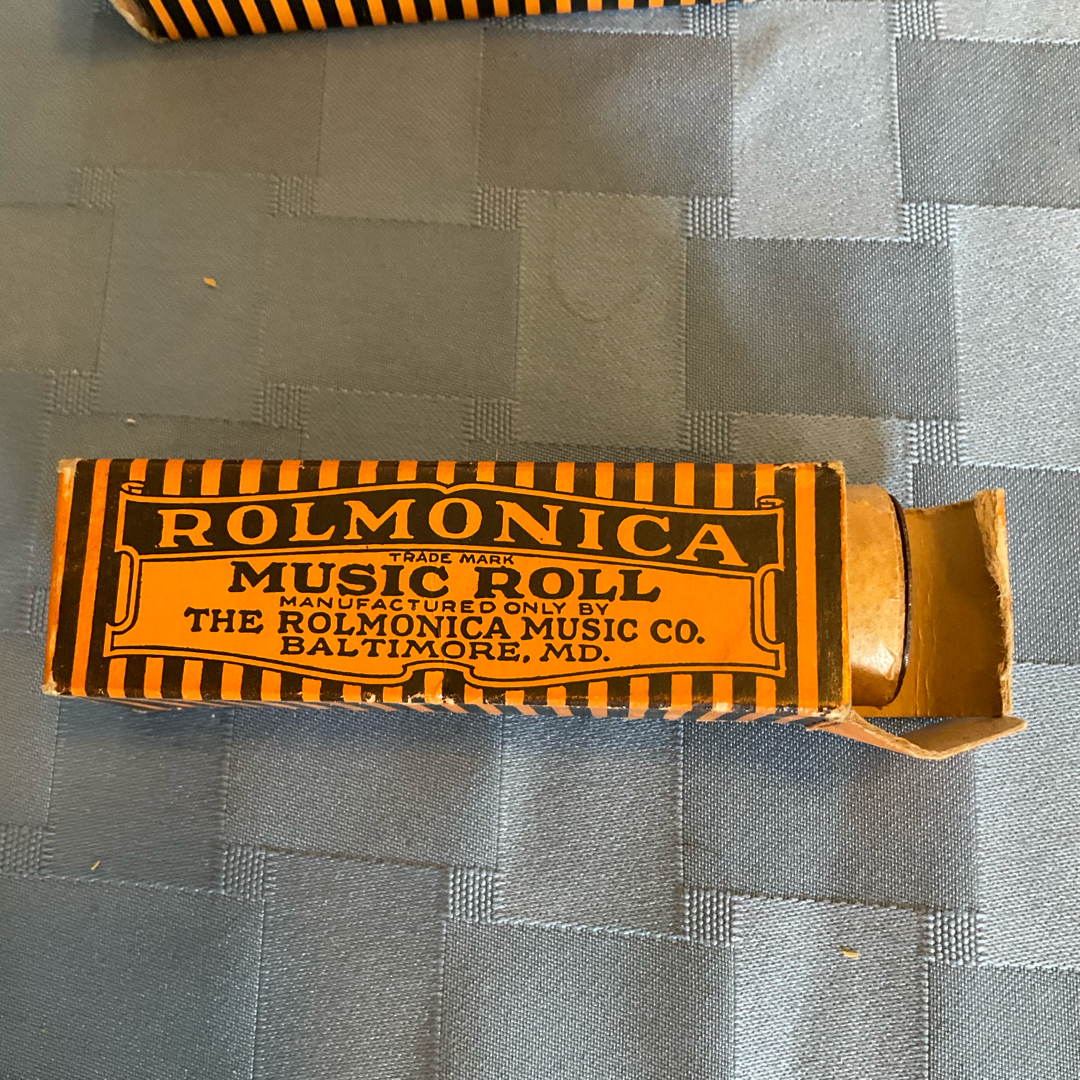 ROLMONICA
TRADE MARK
MUSIC ROLL
MANUFACTURED ONLY BY
THE ROLMONICA MUSIC CO.
BALTIMORE, MD.